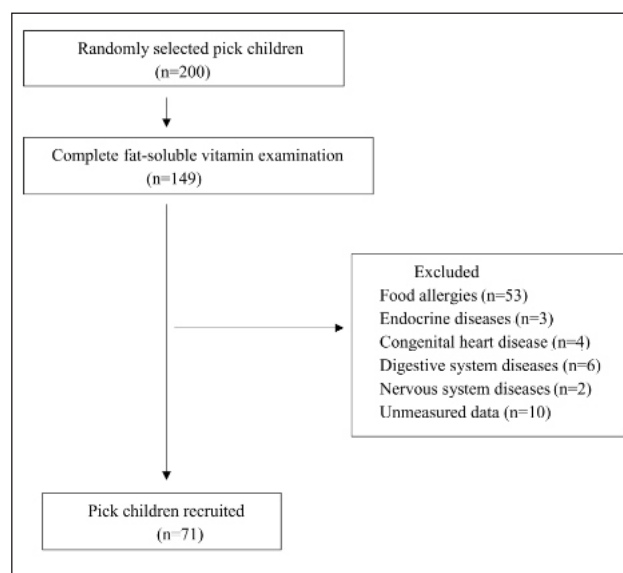 Randomly selected pick children
(n=200)
Complete fat-soluble vitamin examination
(n=149)
Excluded
Food allergies (n=53)
Endocrine diseases (n=3)
Congenital heart disease (n=4)
Digestive system diseases (n=6)
Nervous system diseases (n=2)
Unmeasured data (n=10)
Pick children recruited
(n=71)